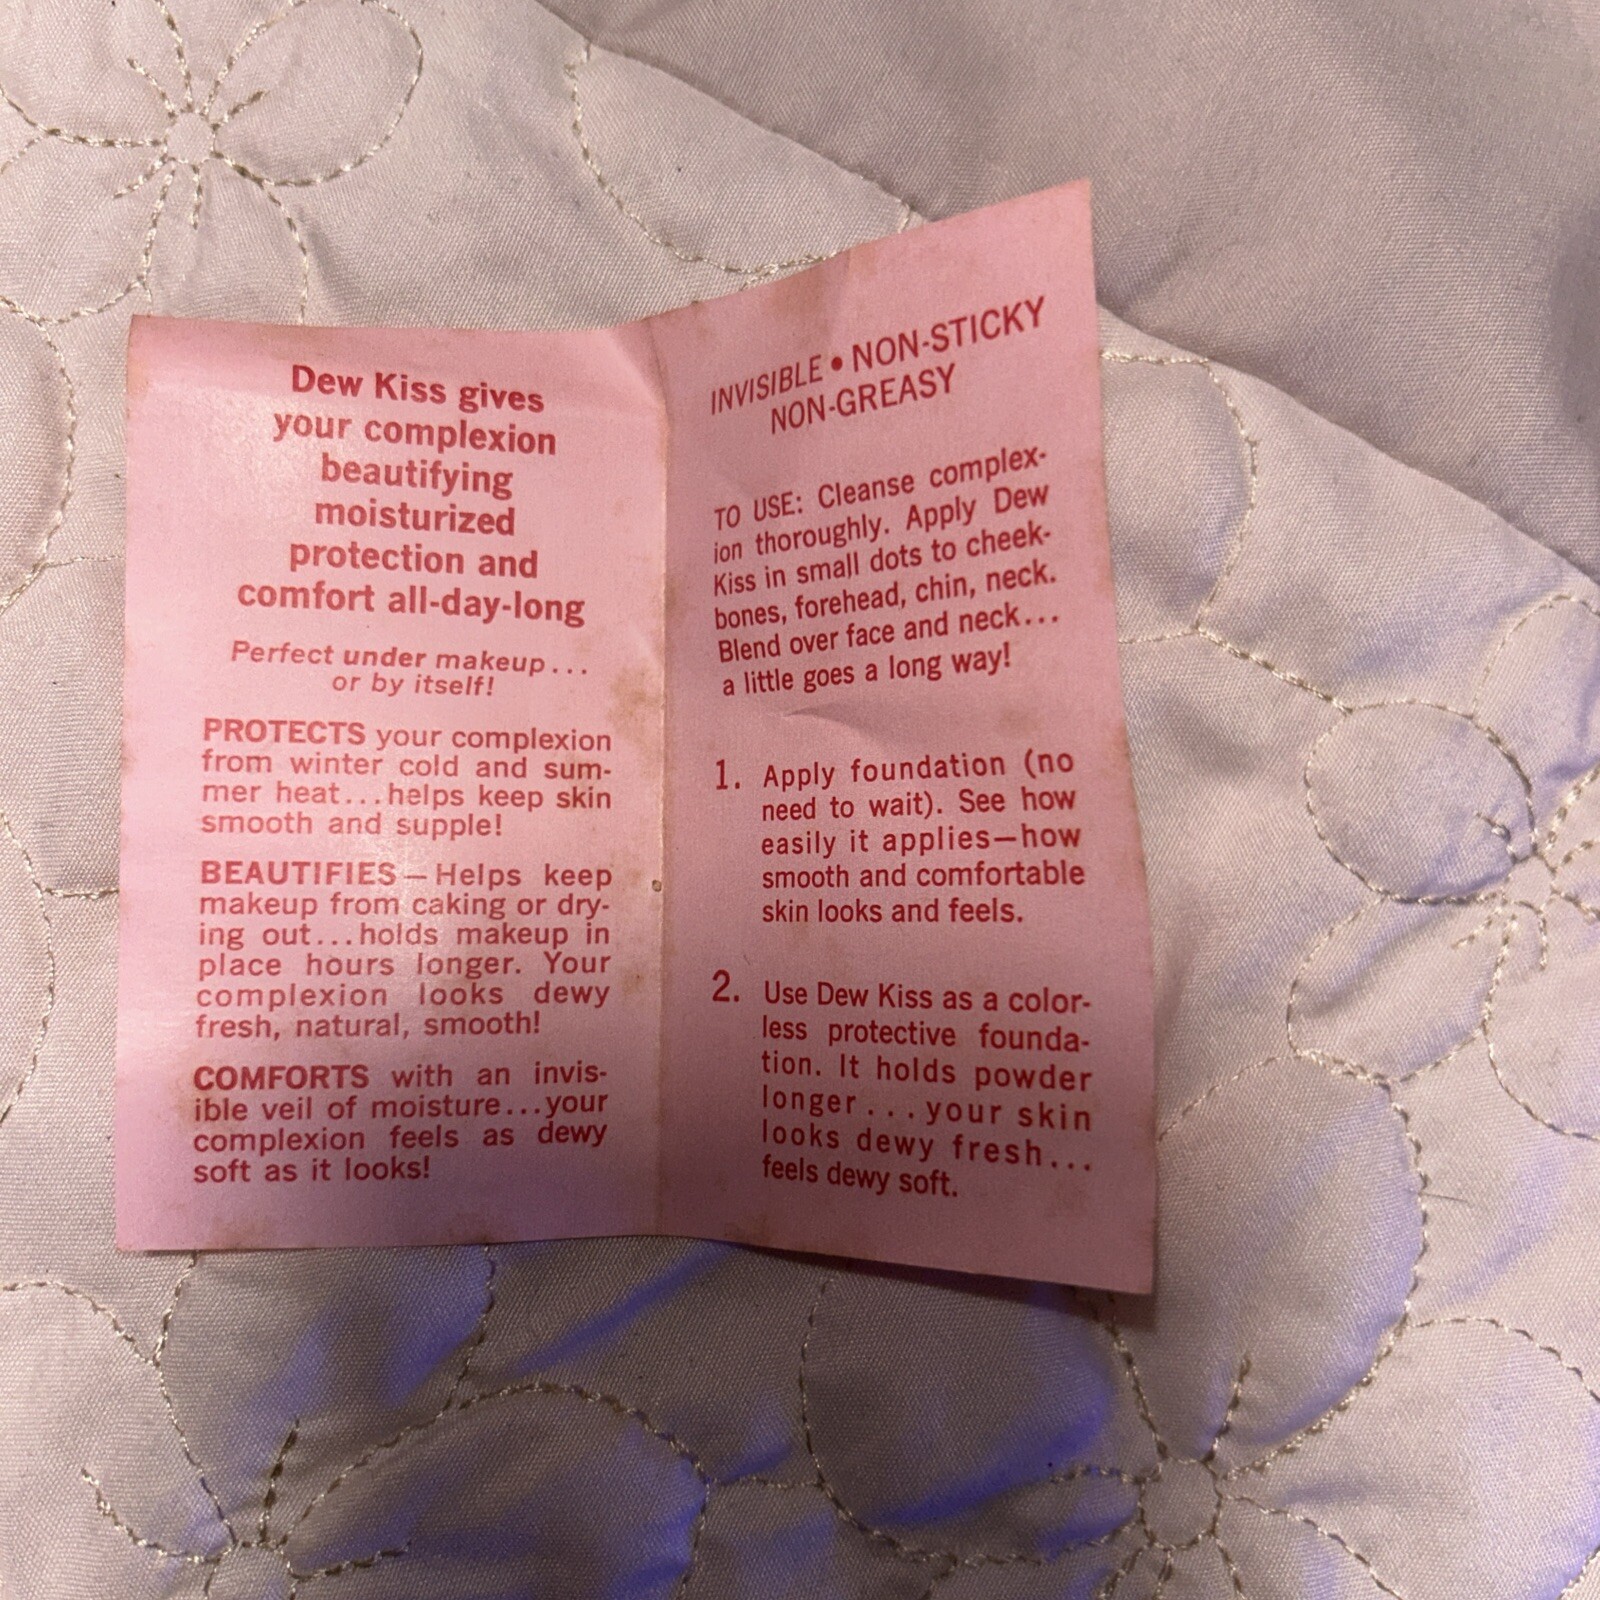 Dew Kiss gives
your complexion
beautifying
moisturized
protection and
comfort all-day-long
Perfect under makeup...
or by itself!
PROTECTS your complexion
from winter cold and sum-
mer heat...helps keep skin
smooth and supple!
BEAUTIFIES—Helps keep
makeup from caking or dry-
ing out...holds makeup in
place hours longer. Your
complexion looks dewy
fresh, natural, smooth!
COMFORTS with an invis-
ible veil of moisture...your
complexion feels as dewy
soft as it looks!
INVISIBLE • NON-STICKY
NON-GREASY
TO USE: Cleanse complex-
ion thoroughly. Apply Dew
Kiss in small dots to cheek-
bones, forehead, chin, neck.
Blend over face and neck...
a little goes a long way!
1. Apply foundation (no
need to wait). See how
easily it applies—how
smooth and comfortable
skin looks and feels.
2. Use Dew Kiss as a color-
less protective founda-
tion. It holds powder
longer...your skin
looks dewy fresh...
feels dewy soft.